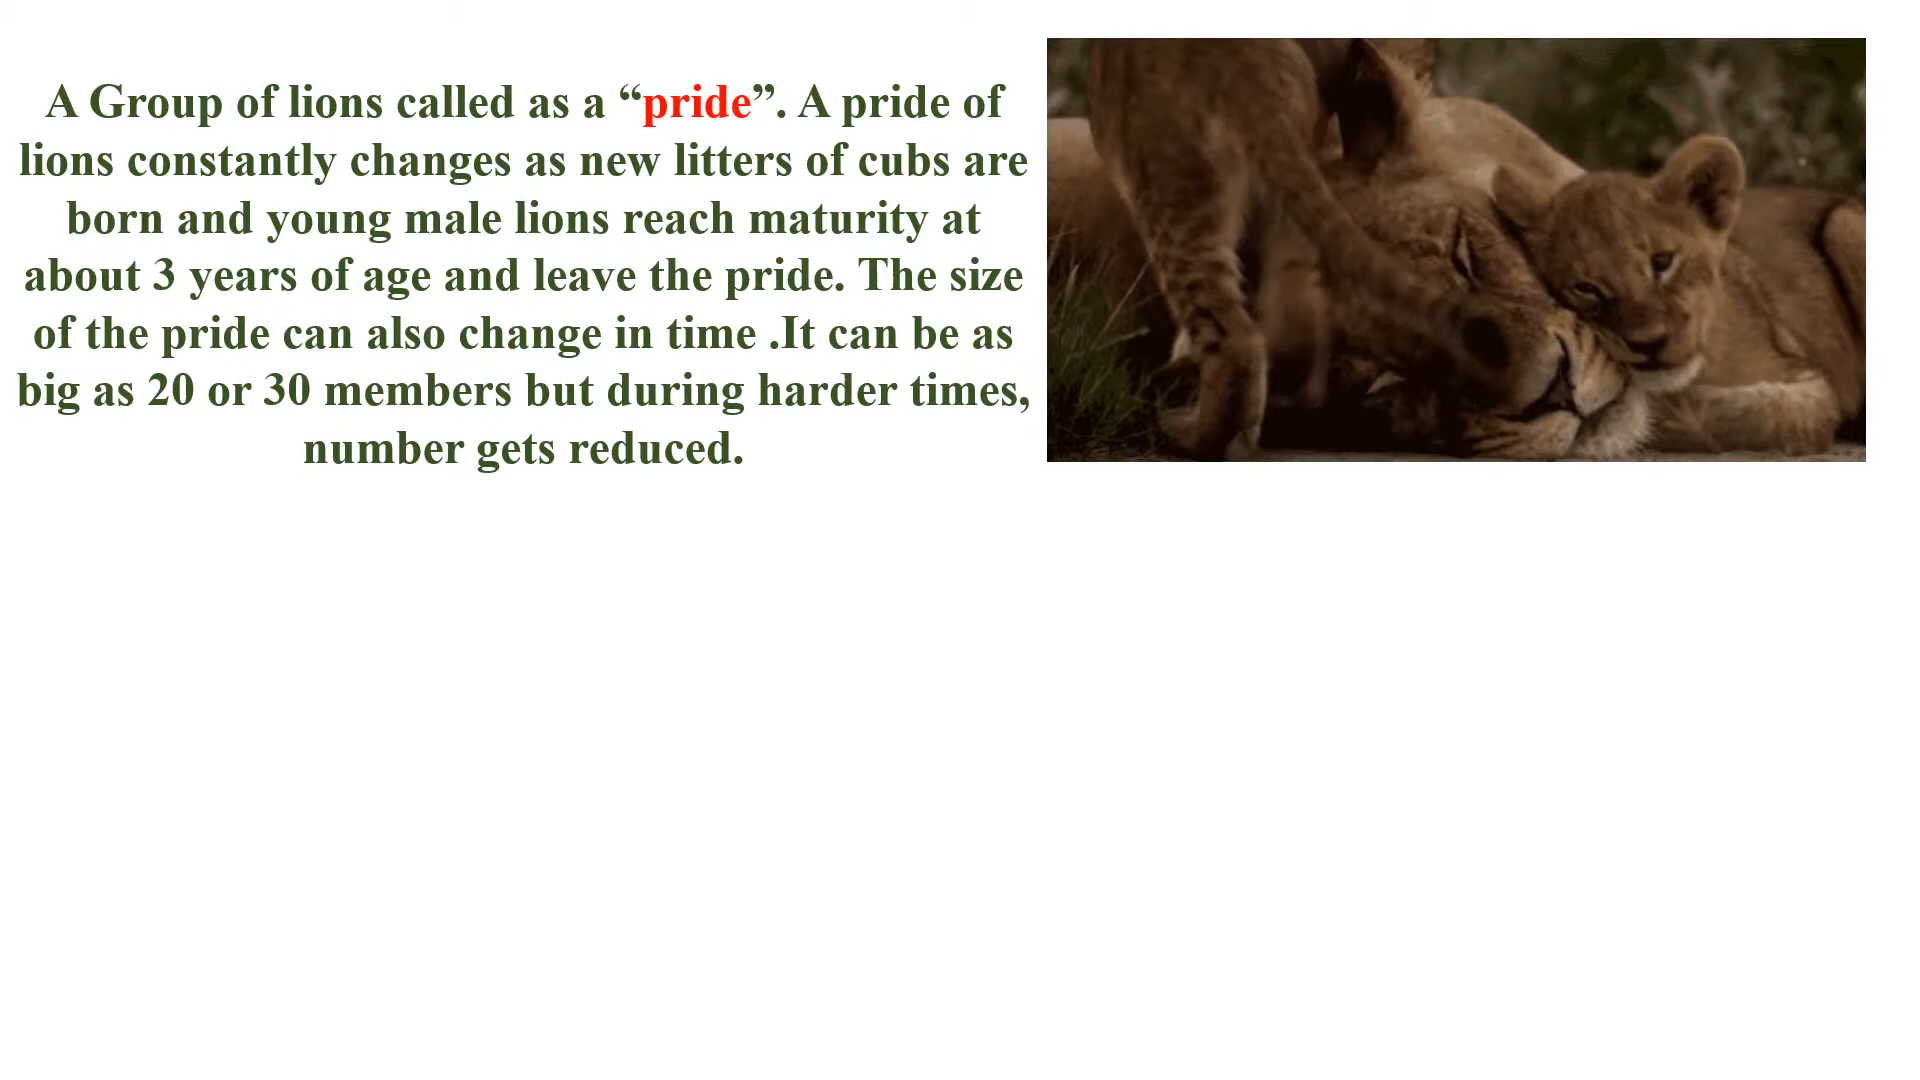 A Group of lions called as a “pride”. A pride of
lions constantly changes as new litters of cubs are
born and young male lions reach maturity at
about 3 years of age and leave the pride. The size
of the pride can also change in time .It can be as
big as 20 or 30 members but during harder times,
number gets reduced.